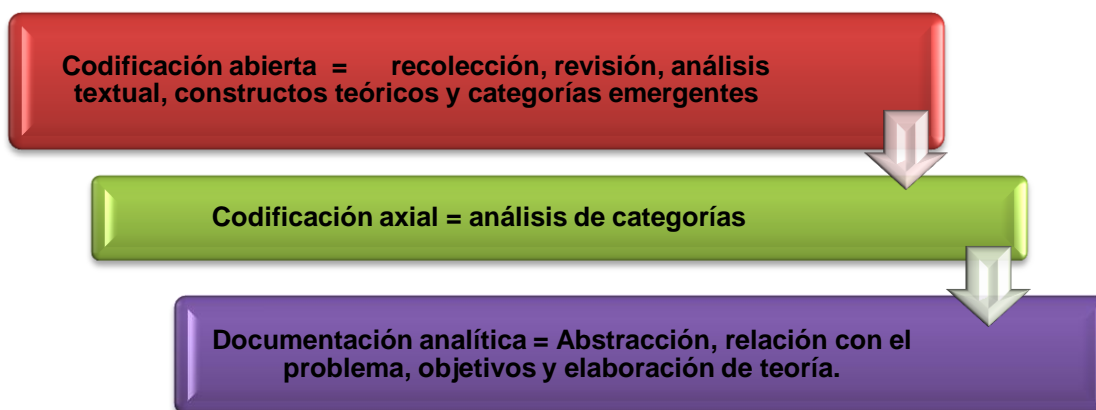 Codificación abierta = recolección, revisión, análisis
textual, constructos teóricos y categorías emergentes
Codificación axial = análisis de categorías
Documentación analítica = Abstracción, relación con el
problema, objetivos y elaboración de teoría.